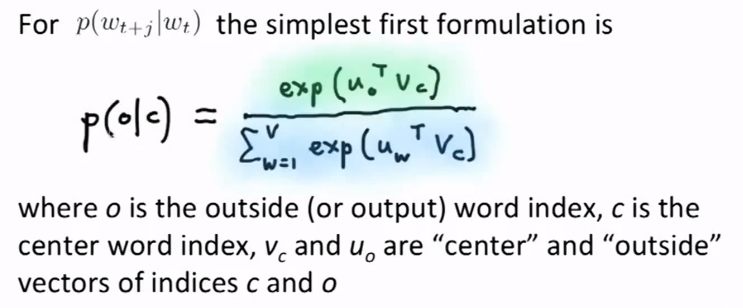 For p(w_{t+j}|w_t) the simplest first formulation is
p(o|c) = exp(u_o^T v_c) / Σ_{w=1}^V exp(u_w^T v_c)
where o is the outside (or output) word index, c is the
center word index, v_c and u_o are “center” and “outside”
vectors of indices c and o